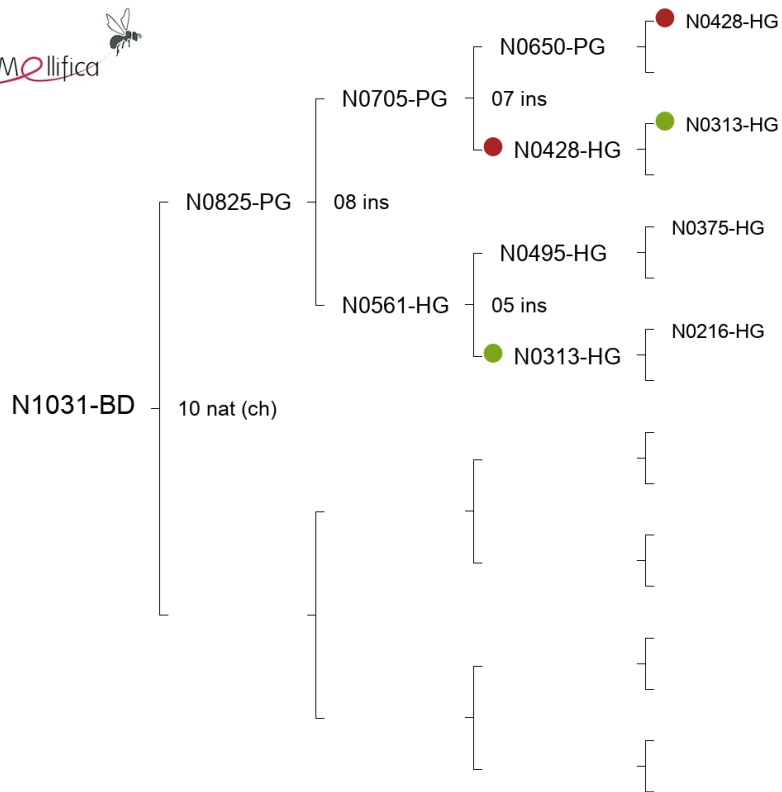 Mellifica
N0428-HG
N0650-PG
N0705-PG
07 ins
N0313-HG
N0428-HG
N0825-PG
08 ins
N0375-HG
N0495-HG
N0561-HG
05 ins
N0216-HG
N0313-HG
N1031-BD
10 nat (ch)